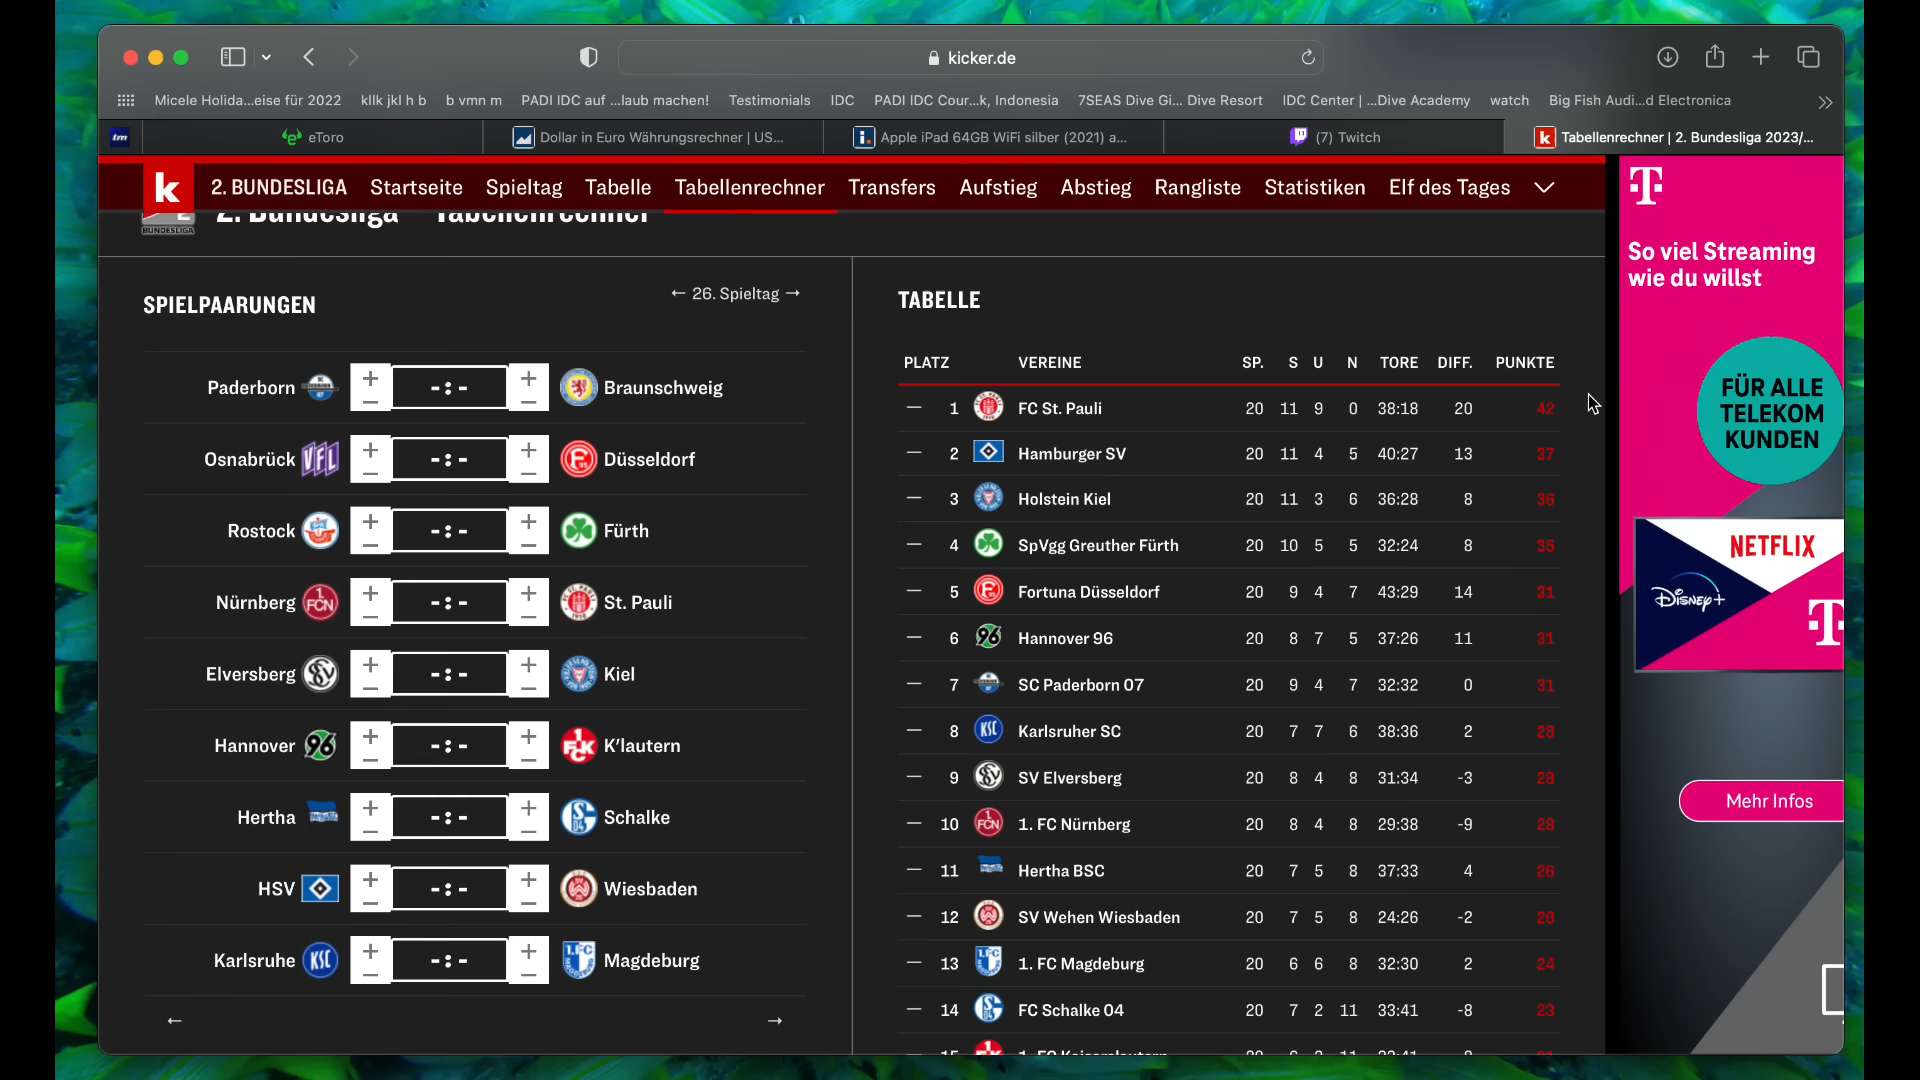 kicker.de
Micele Holida...eise für 2022
kllk jkl h b
b vmn m
PADI IDC auf ...laub machen!
Testimonials
IDC
PADI IDC Cour...k, Indonesia
7SEAS Dive Gi... Dive Resort
IDC Center | ...Dive Academy
watch
Big Fish Audi...d Electronica
tm
eToro
Dollar in Euro Währungsrechner | US...
Apple iPad 64GB WiFi silber (2021) a...
(7) Twitch
k Tabellenrechner | 2. Bundesliga 2023/...
k 2. BUNDESLIGA Startseite Spieltag Tabelle Tabellenrechner Transfers Aufstieg Abstieg Rangliste Statistiken Elf des Tages
BUNDESLIGA
2. Bundesliga Tabellenrechner
SPIELPAARUNGEN
← 26. Spieltag →
Paderborn + − -:- + − Braunschweig
Osnabrück VFL + − -:- + − Düsseldorf
Rostock + − -:- + − Fürth
Nürnberg 1 FCN + − -:- + − St. Pauli
Elversberg + − -:- + − Kiel
Hannover 96 + − -:- + − K'lautern
Hertha + − -:- + − Schalke
HSV + − -:- + − Wiesbaden
Karlsruhe KSC + − -:- + − Magdeburg
← →
TABELLE
PLATZ VEREINE SP. S U N TORE DIFF. PUNKTE
— 1 FC St. Pauli 20 11 9 0 38:18 20 42
— 2 Hamburger SV 20 11 4 5 40:27 13 37
— 3 Holstein Kiel 20 11 3 6 36:28 8 36
— 4 SpVgg Greuther Fürth 20 10 5 5 32:24 8 35
— 5 Fortuna Düsseldorf 20 9 4 7 43:29 14 31
— 6 Hannover 96 20 8 7 5 37:26 11 31
— 7 SC Paderborn 07 20 9 4 7 32:32 0 31
— 8 Karlsruher SC 20 7 7 6 38:36 2 28
— 9 SV Elversberg 20 8 4 8 31:34 -3 28
— 10 1. FC Nürnberg 20 8 4 8 29:38 -9 28
— 11 Hertha BSC 20 7 5 8 37:33 4 26
— 12 SV Wehen Wiesbaden 20 7 5 8 24:26 -2 26
— 13 1. FC Magdeburg 20 6 6 8 32:30 2 24
— 14 FC Schalke 04 20 7 2 11 33:41 -8 23
T
So viel Streaming
wie du willst
FÜR ALLE
TELEKOM
KUNDEN
NETFLIX
Disney+
T
Mehr Infos